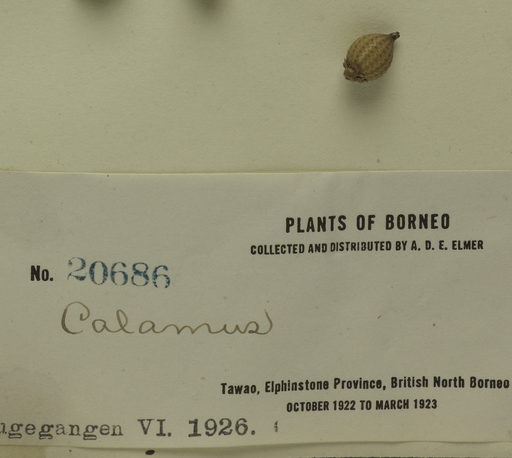 PLANTS OF BORNEO
COLLECTED AND DISTRIBUTED BY A. D. E. ELMER
No. 20686
Calamus
Tawao, Elphinstone Province, British North Borneo
OCTOBER 1922 TO MARCH 1923
ngegangen VI. 1926.